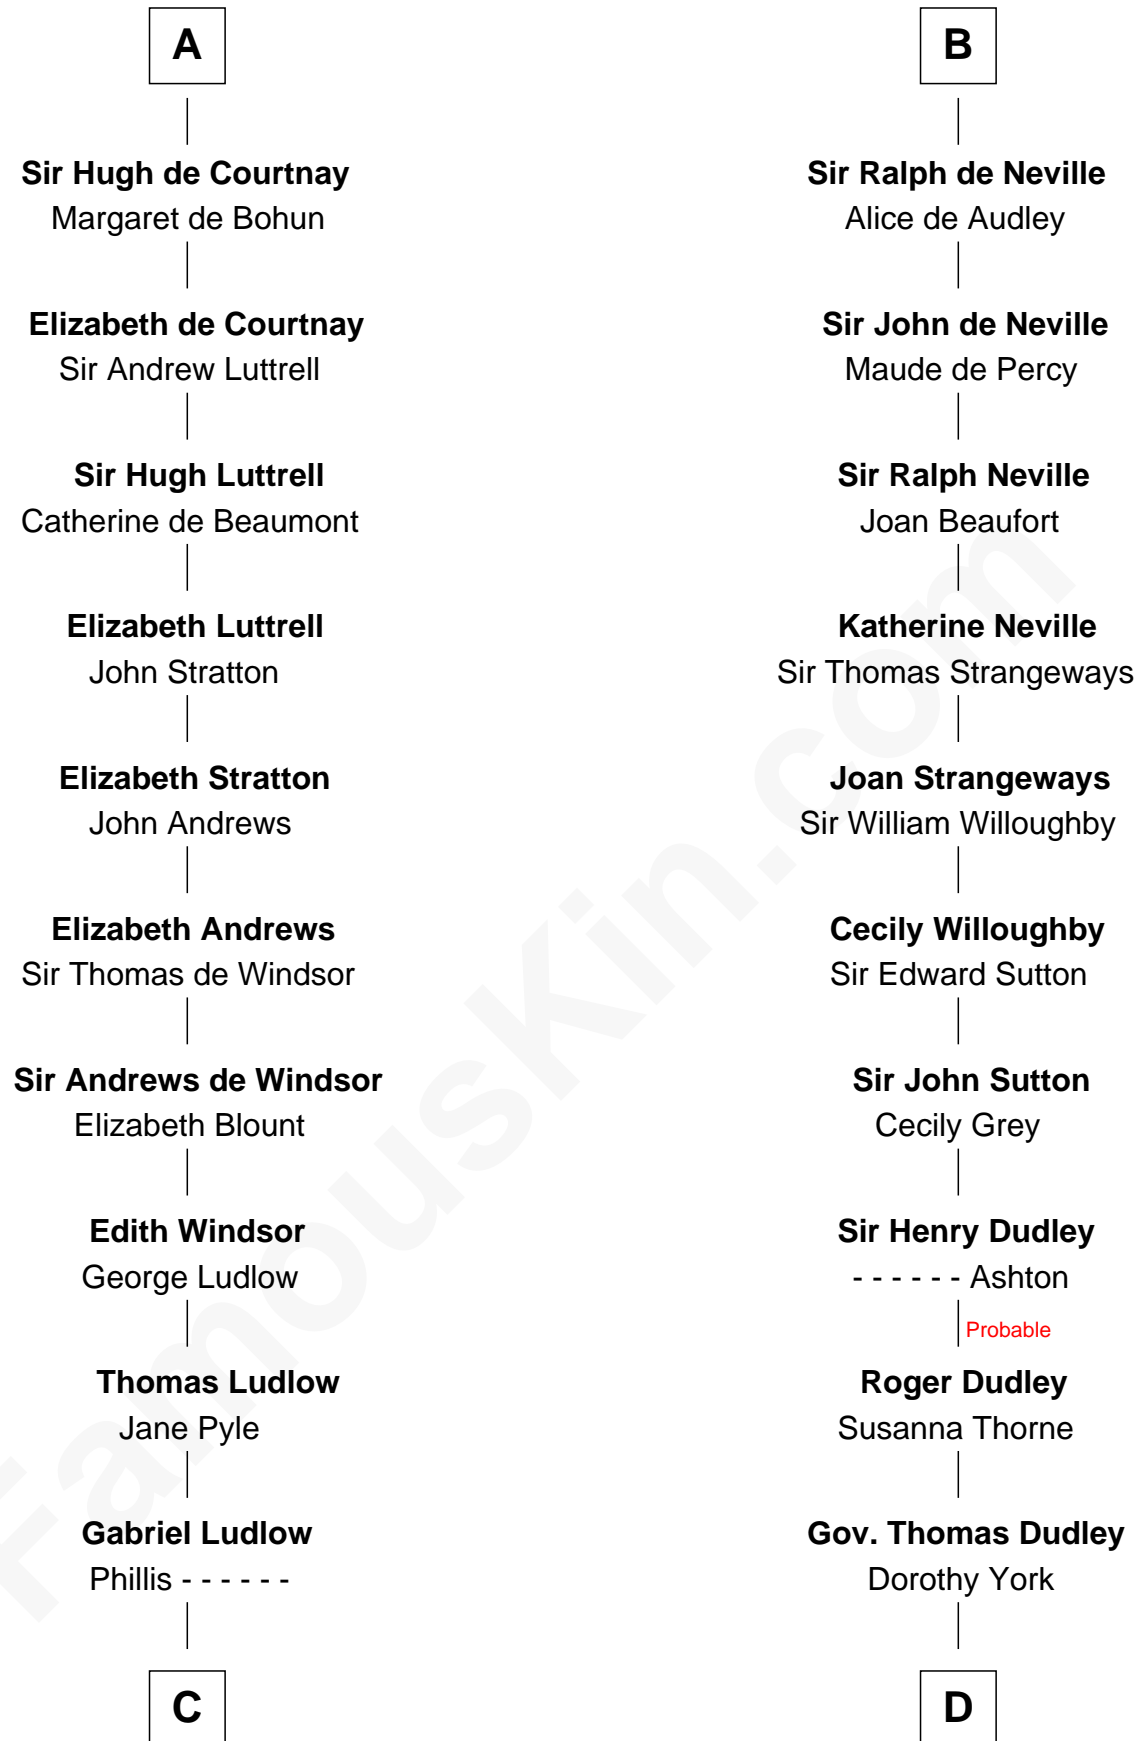 A
Sir Hugh de Courtnay
Margaret de Bohun
Elizabeth de Courtnay
Sir Andrew Luttrell
Sir Hugh Luttrell
Catherine de Beaumont
Elizabeth Luttrell
John Stratton
Elizabeth Stratton
John Andrews
Elizabeth Andrews
Sir Thomas de Windsor
Sir Andrews de Windsor
Elizabeth Blount
Edith Windsor
George Ludlow
Thomas Ludlow
Jane Pyle
Gabriel Ludlow
Phillis - - - - - -
C
B
Sir Ralph de Neville
Alice de Audley
Sir John de Neville
Maude de Percy
Sir Ralph Neville
Joan Beaufort
Katherine Neville
Sir Thomas Strangeways
Joan Strangeways
Sir William Willoughby
Cecily Willoughby
Sir Edward Sutton
Sir John Sutton
Cecily Grey
Sir Henry Dudley
- - - - - - Ashton
Probable
Roger Dudley
Susanna Thorne
Gov. Thomas Dudley
Dorothy York
D
FamousKin.com